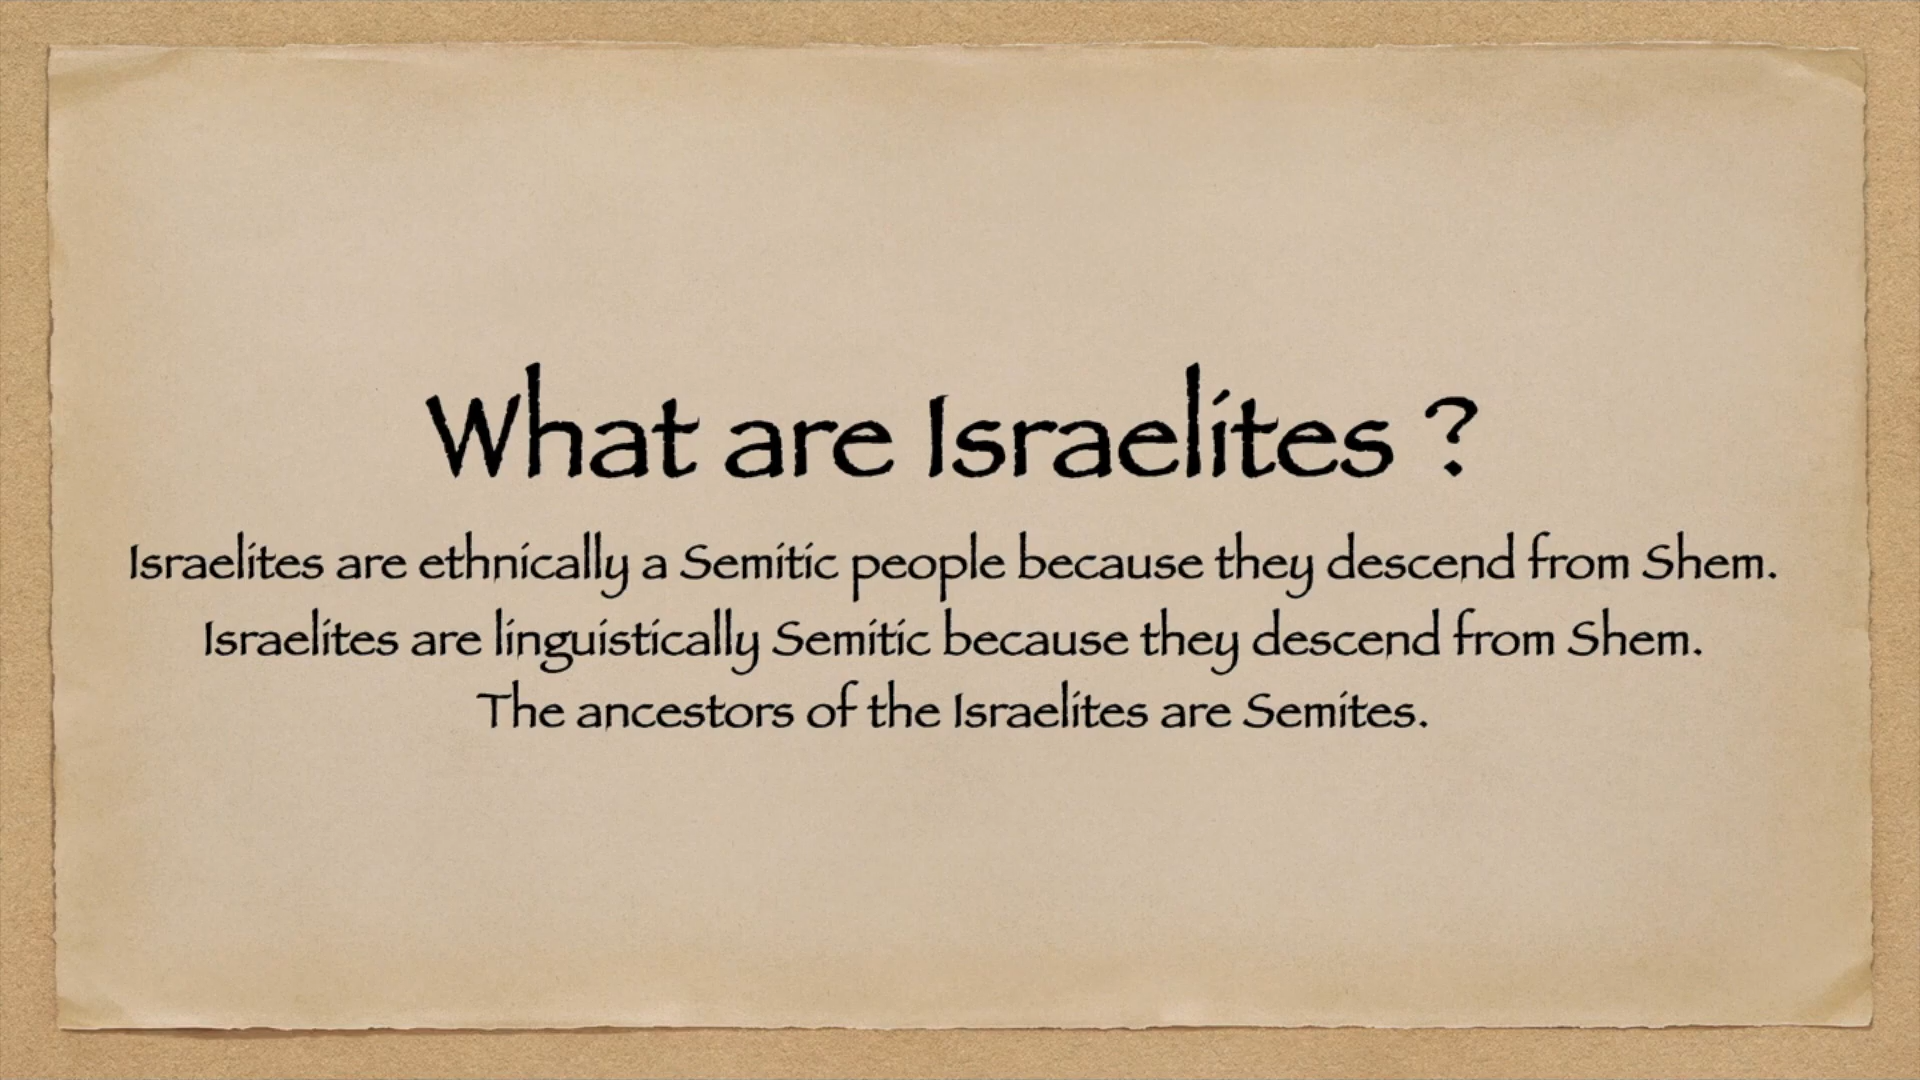 What are Israelites ?
Israelites are ethnically a Semitic people because they descend from Shem.
Israelites are linguistically Semitic because they descend from Shem.
The ancestors of the Israelites are Semites.